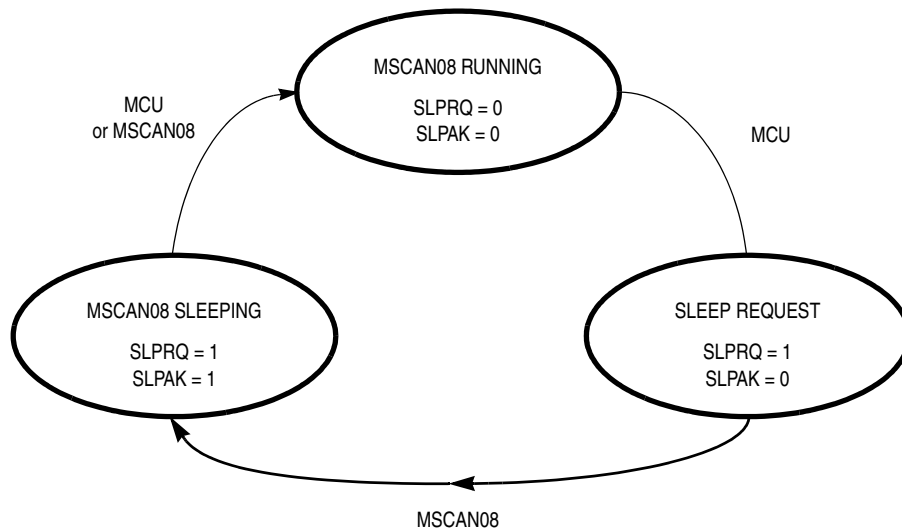 MSCAN08 RUNNING
SLPRQ = 0
SLPAK = 0
MCU
or MSCAN08
MCU
MSCAN08 SLEEPING
SLPRQ = 1
SLPAK = 1
SLEEP REQUEST
SLPRQ = 1
SLPAK = 0
MSCAN08